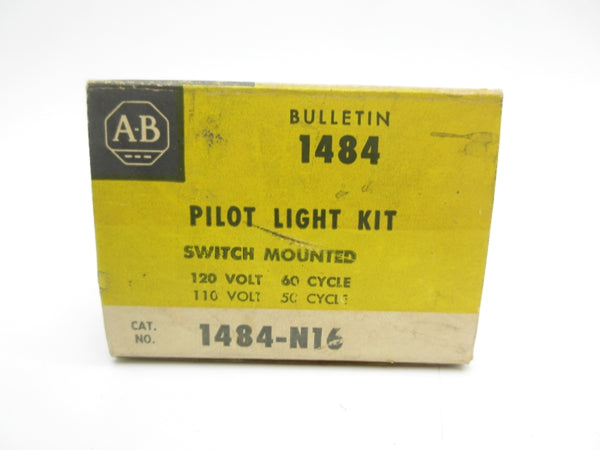 A-B
BULLETIN
1484
PILOT LIGHT KIT
SWITCH MOUNTED
120 VOLT 60 CYCLE
110 VOLT 50 CYCLE
CAT.
NO.
1484-N16